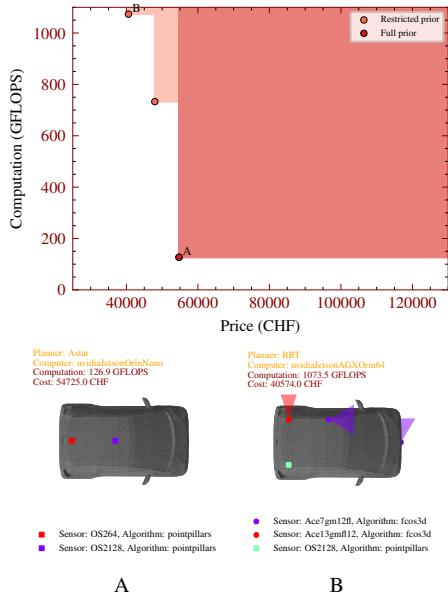 1000
800
600
400
200
0
Computation (GFLOPS)
B
A
Restricted prior
Full prior
40000 60000 80000 100000 120000
Price (CHF)
Planner: Astar
Computer: nvidiaJetsonOrinNano
Computation: 126.9 GFLOPS
Cost: 54725.0 CHF
Sensor: OS264, Algorithm: pointpillars
Sensor: OS2128, Algorithm: pointpillars
A
Planner: RRT
Computer: nvidiaJetsonAGXOrin64
Computation: 1073.5 GFLOPS
Cost: 40574.0 CHF
Sensor: Ace7gm12fl, Algorithm: fcos3d
Sensor: Ace13gmfl12, Algorithm: fcos3d
Sensor: OS2128, Algorithm: pointpillars
B